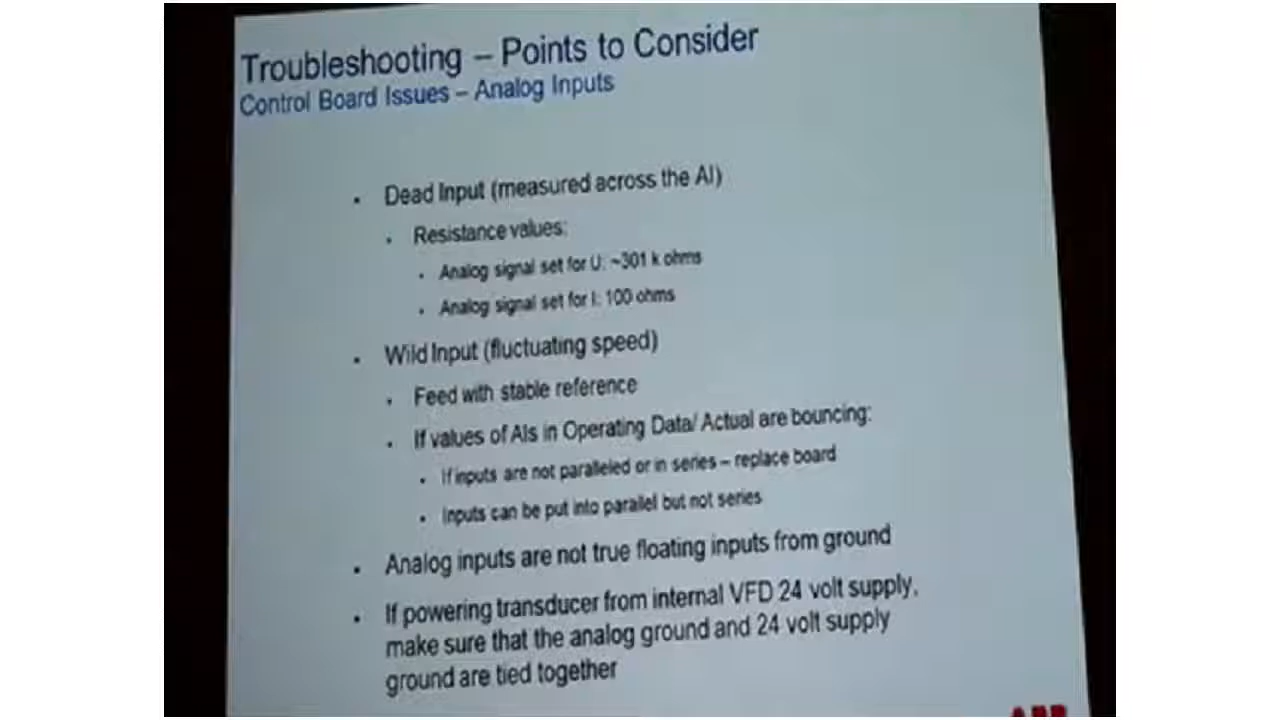 Troubleshooting – Points to Consider
Control Board Issues – Analog Inputs
• Dead Input (measured across the AI)
• Resistance values:
• Analog signal set for U: ~301 k ohms
• Analog signal set for I: 100 ohms
• Wild Input (fluctuating speed)
• Feed with stable reference
• If values of AIs in Operating Data/ Actual are bouncing:
• If inputs are not paralleled or in series – replace board
• Inputs can be put into parallel but not series
• Analog inputs are not true floating inputs from ground
• If powering transducer from internal VFD 24 volt supply,
make sure that the analog ground and 24 volt supply
ground are tied together
ABB